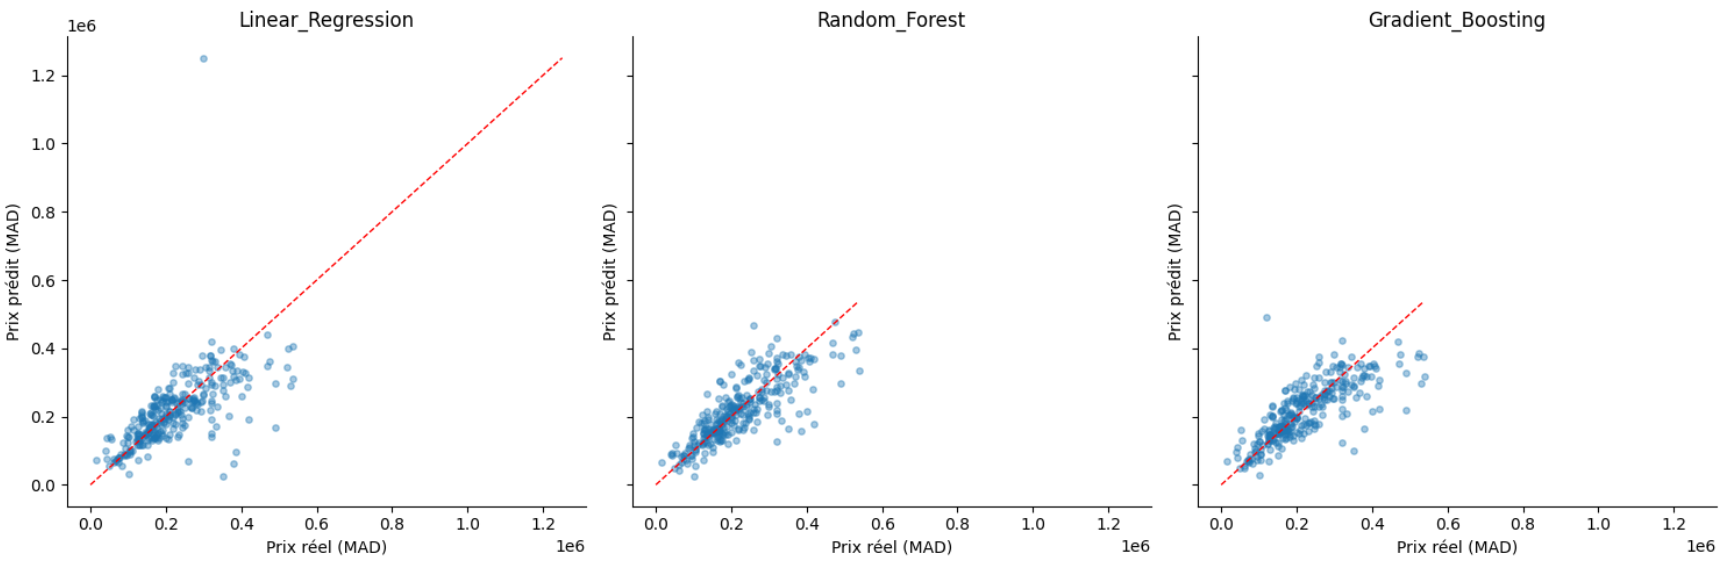 Linear_Regression
1e6
Prix prédit (MAD)
1.2
1.0
0.8
0.6
0.4
0.2
0.0
0.0 0.2 0.4 0.6 0.8 1.0 1.2
Prix réel (MAD)
1e6
Random_Forest
Prix prédit (MAD)
0.0 0.2 0.4 0.6 0.8 1.0 1.2
Prix réel (MAD)
1e6
Gradient_Boosting
Prix prédit (MAD)
0.0 0.2 0.4 0.6 0.8 1.0 1.2
Prix réel (MAD)
1e6